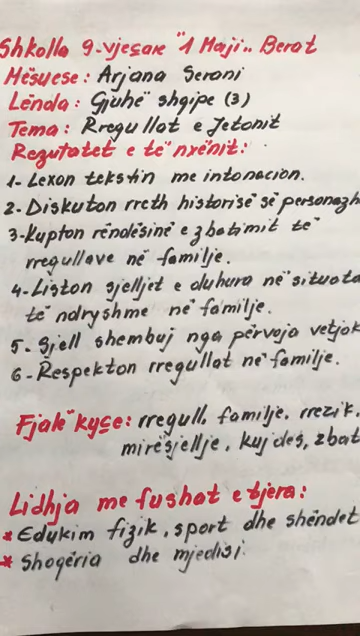 Shkolla 9-vjeçare "1 Maji.. Berat
Mësuese: Arjana Seroni
Lënda: Gjuhë shqipe (3)
Tema: Rregullat e Jetonit
Rezultatet e të nxënit:
1- Lexon tekstin me intonacion.
2- Diskuton rreth historisë së personazh
3- Kupton rëndësinë e zbatimit të
rregullave në familje.
4- Liston sjelljet e duhura në situata
të ndryshme në familje.
5- Sjell shembuj nga përvoja vetjak
6- Respekton rregullat në familje.
Fjalë kyçe: rregull, familje, rrezik,
mirësjellje, kujdes, zbat
Lidhja me fushat e tjera:
* Edukim fizik, sport dhe shëndet
* Shoqëria dhe mjedisi.